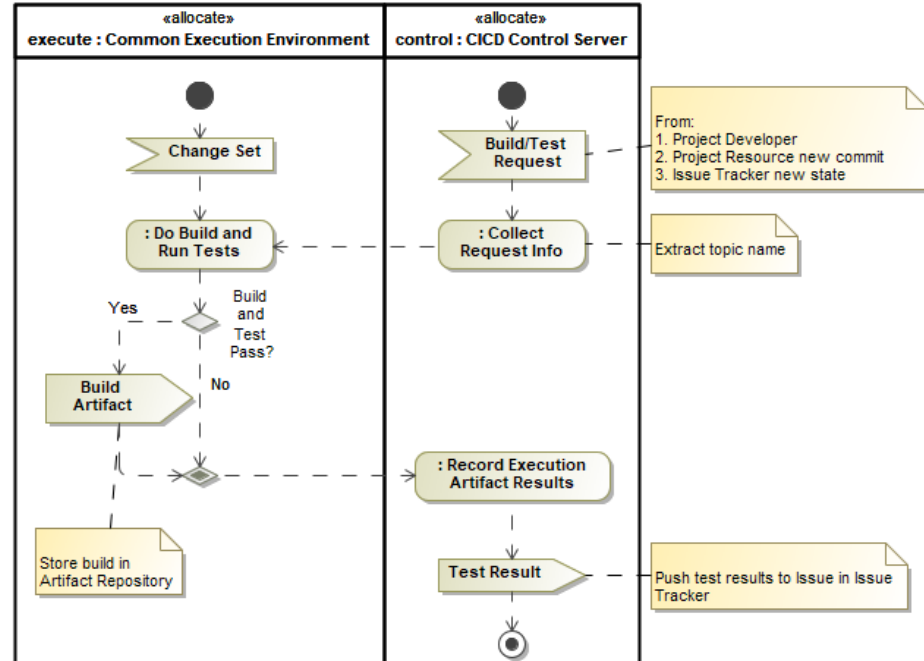 «allocate»
execute : Common Execution Environment
«allocate»
control : CICD Control Server
Change Set
Build/Test
Request
From:
1. Project Developer
2. Project Resource new commit
3. Issue Tracker new state
: Do Build and
Run Tests
: Collect
Request Info
Extract topic name
Yes
Build
and
Test
Pass?
No
Build
Artifact
: Record Execution
Artifact Results
Store build in
Artifact Repository
Test Result
Push test results to Issue in Issue
Tracker